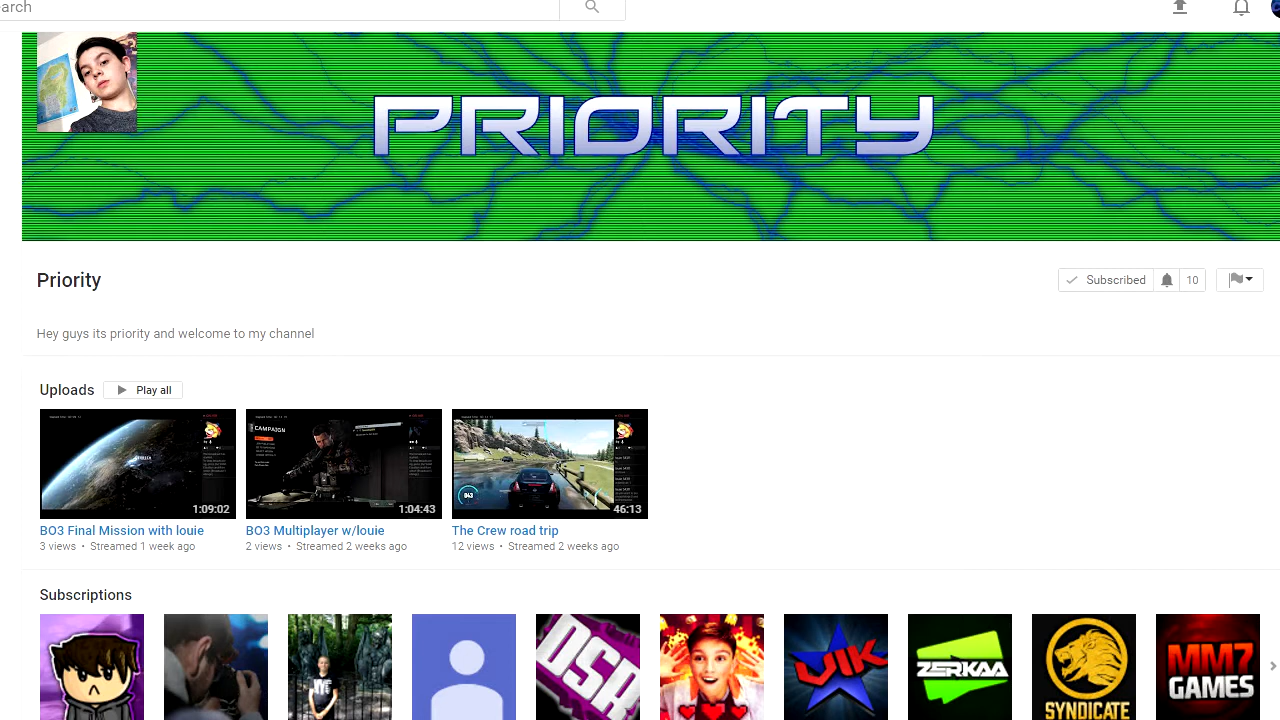 arch
PRIORITY
Priority
Subscribed 10
Hey guys its priority and welcome to my channel
Uploads Play all
CAMPAIGN
1:09:02 1:04:43 46:13
BO3 Final Mission with louie BO3 Multiplayer w/louie The Crew road trip
3 views • Streamed 1 week ago 2 views • Streamed 2 weeks ago 12 views • Streamed 2 weeks ago
Subscriptions
DSR VIK ZERKAA SYNDICATE MM7 GAMES